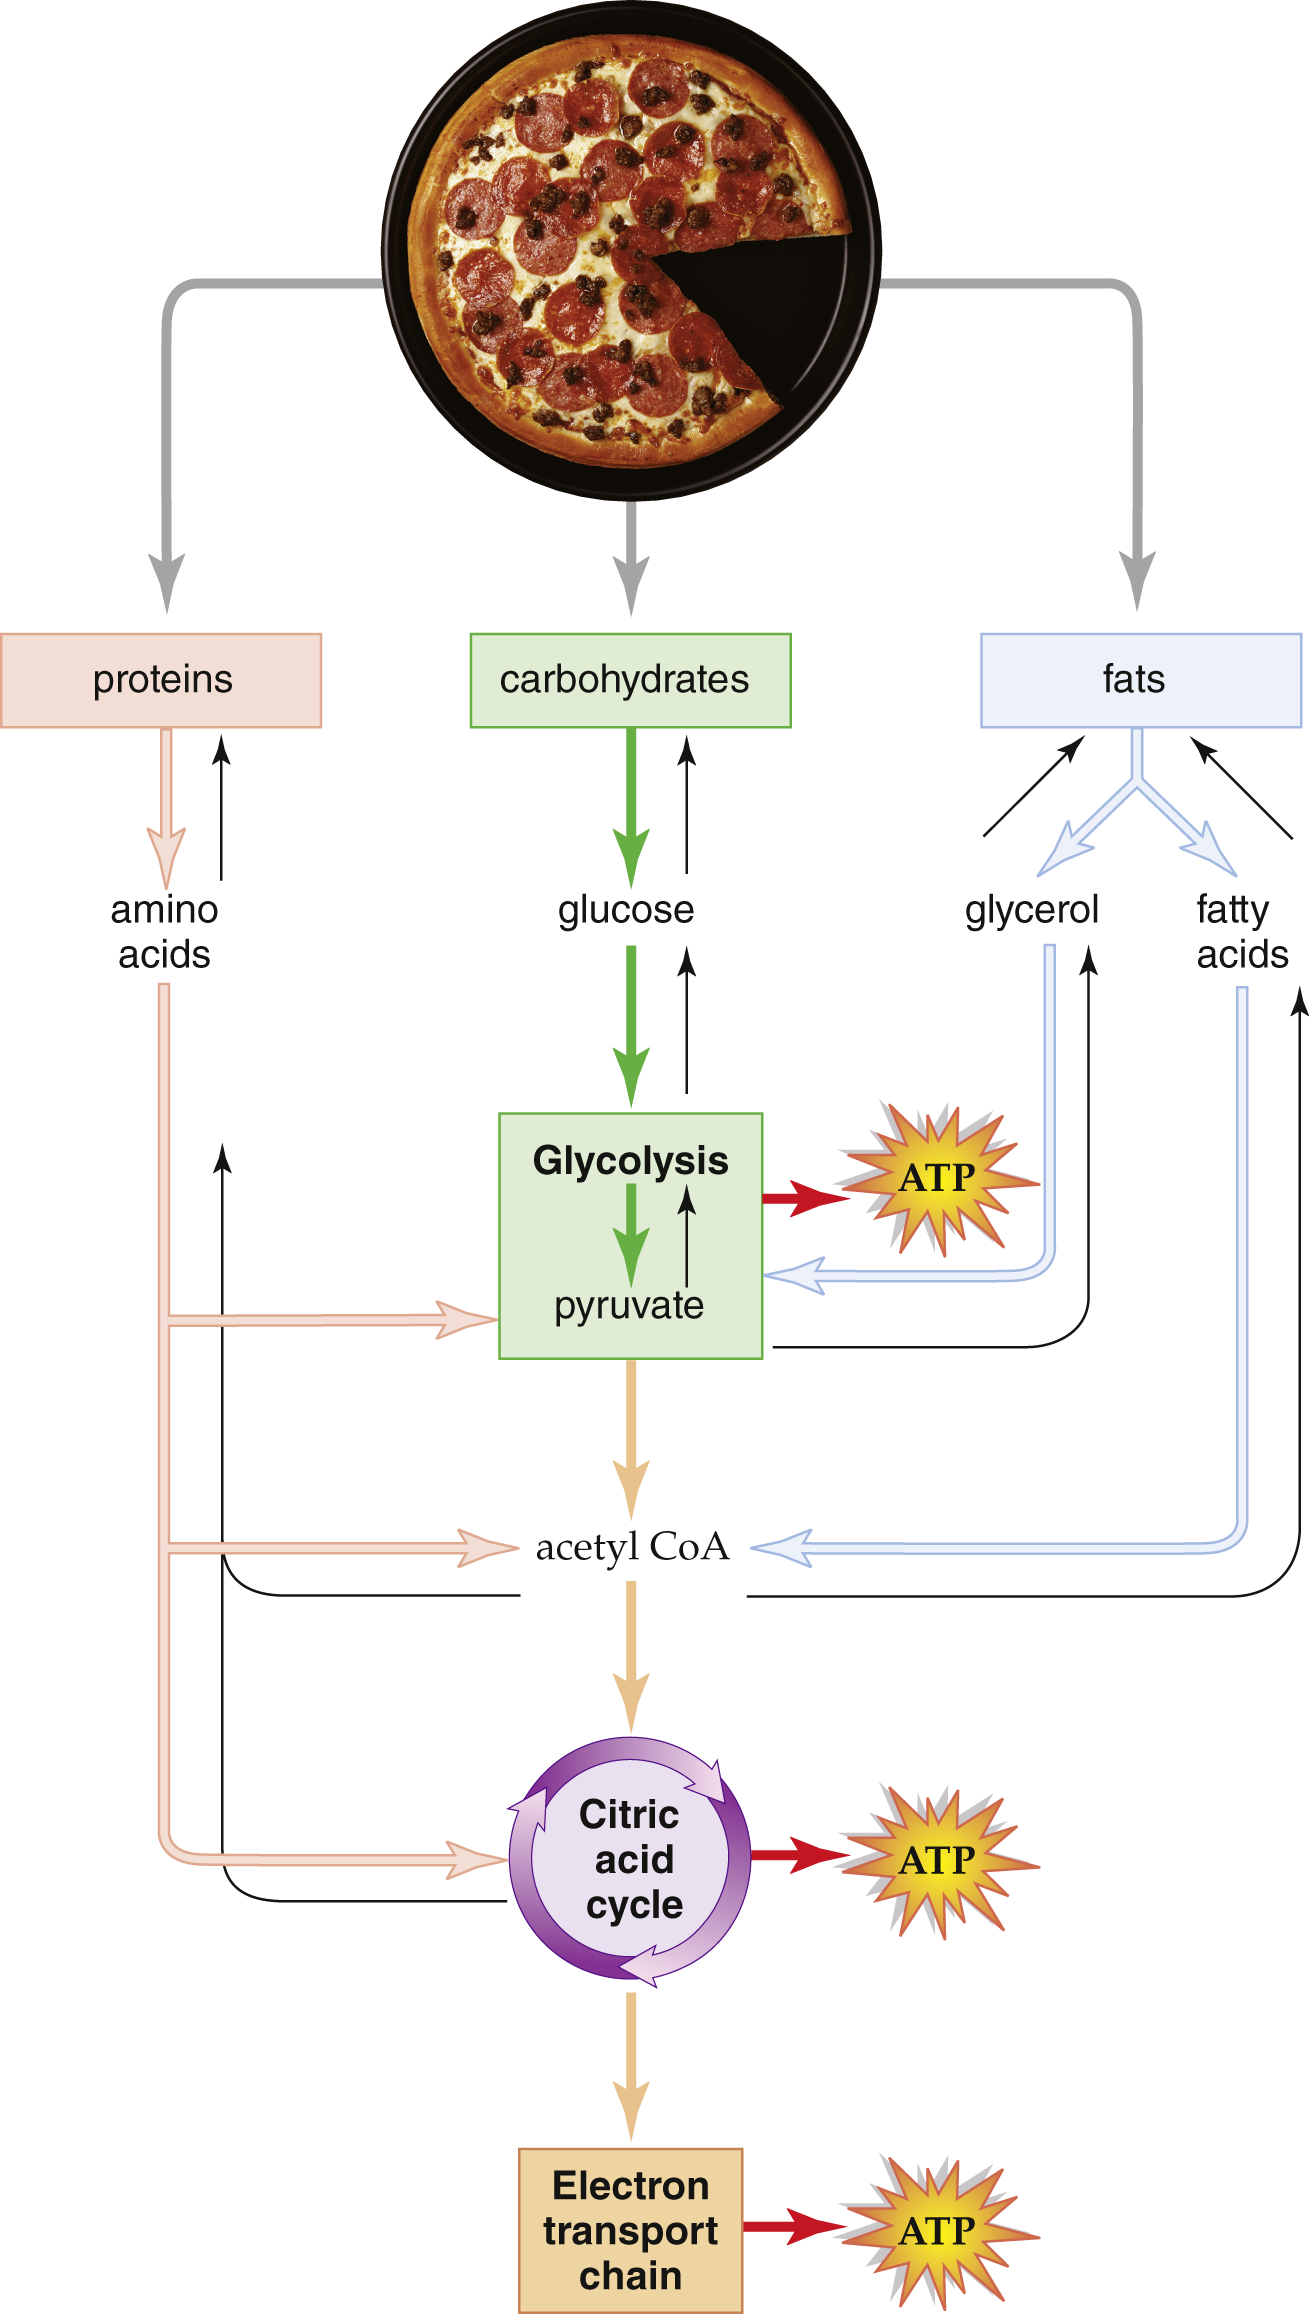 proteins
carbohydrates
fats
amino
acids
glucose
glycerol
fatty
acids
Glycolysis
ATP
pyruvate
acetyl CoA
Citric
acid
cycle
ATP
Electron
transport
chain
ATP